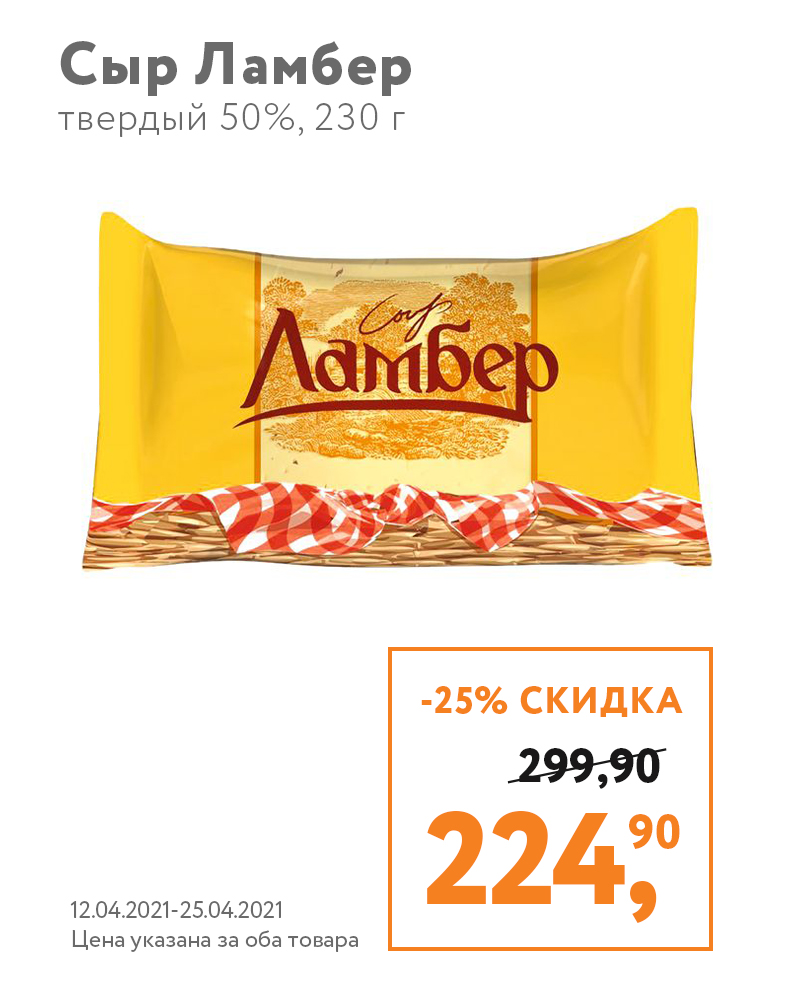 Сыр Ламбер
твердый 50%, 230 г
Сыр
Ламбер
-25% СКИДКА
299,90
224,90
12.04.2021-25.04.2021
Цена указана за оба товара